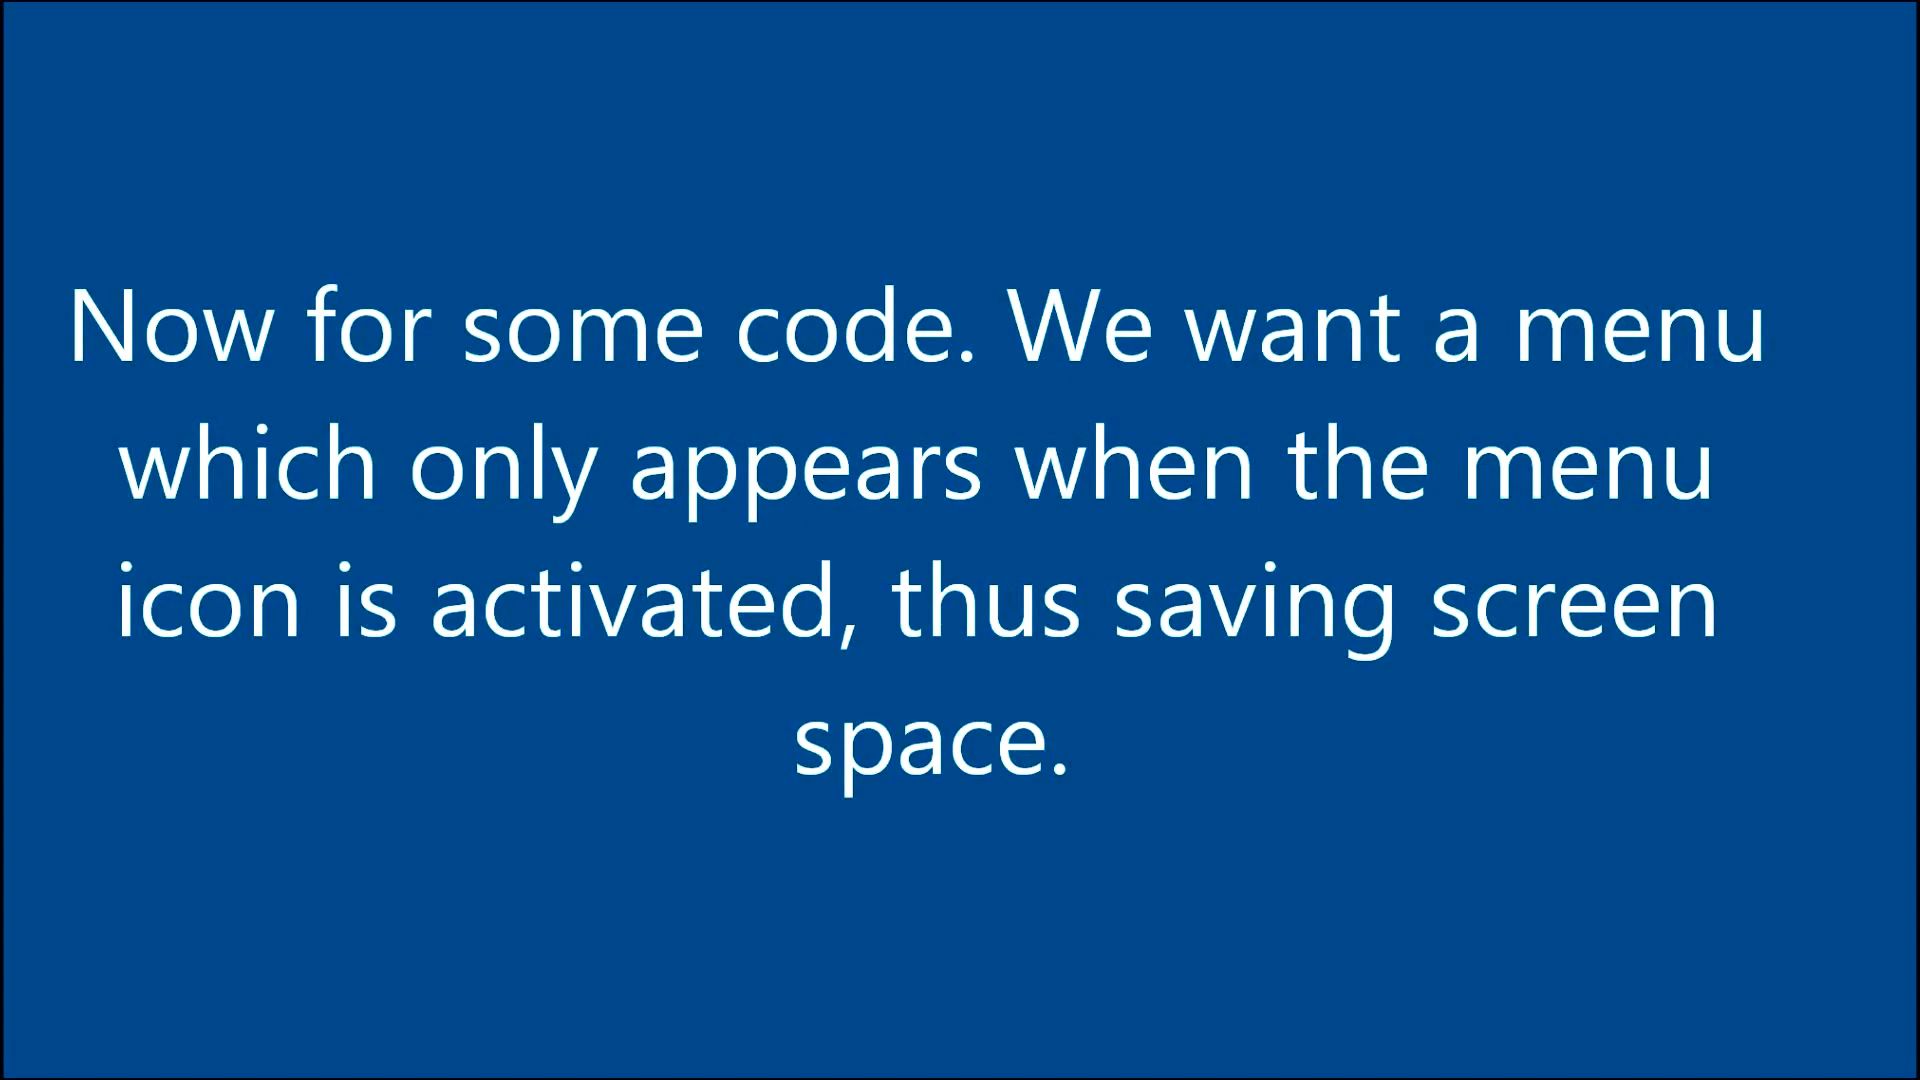 Now for some code. We want a menu
which only appears when the menu
icon is activated, thus saving screen
space.